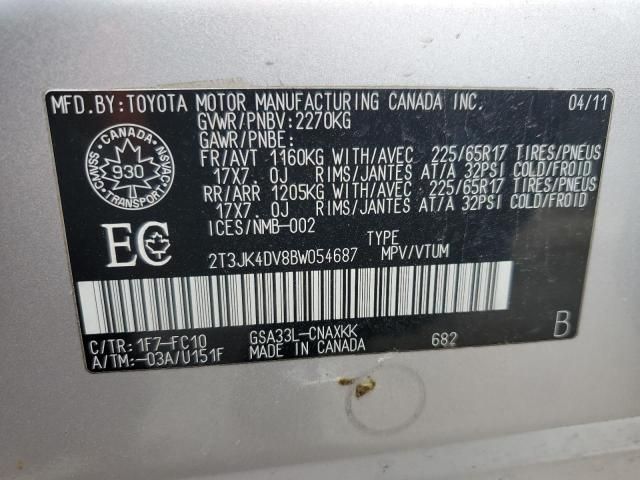 MFD.BY:TOYOTA MOTOR MANUFACTURING CANADA INC. 04/11
GVWR/PNBV:2270KG
GAWR/PNBE:
FR/AVT 1160KG WITH/AVEC 225/65R17 TIRES/PNEUS
17X7.0J RIMS/JANTES AT/A 32PSI COLD/FROID
RR/ARR 1205KG WITH/AVEC 225/65R17 TIRES/PNEUS
17X7.0J RIMS/JANTES AT/A 32PSI COLD/FROID
ICES/NMB-002
CANADA
CMVSS 930 NSVAC
TRANSPORT
EC
TYPE
2T3JK4DV8BW054687 MPV/VTUM
C/TR: 1F7-FC10 GSA33L-CNAXKK B
A/TM:-03A/U151F MADE IN CANADA 682